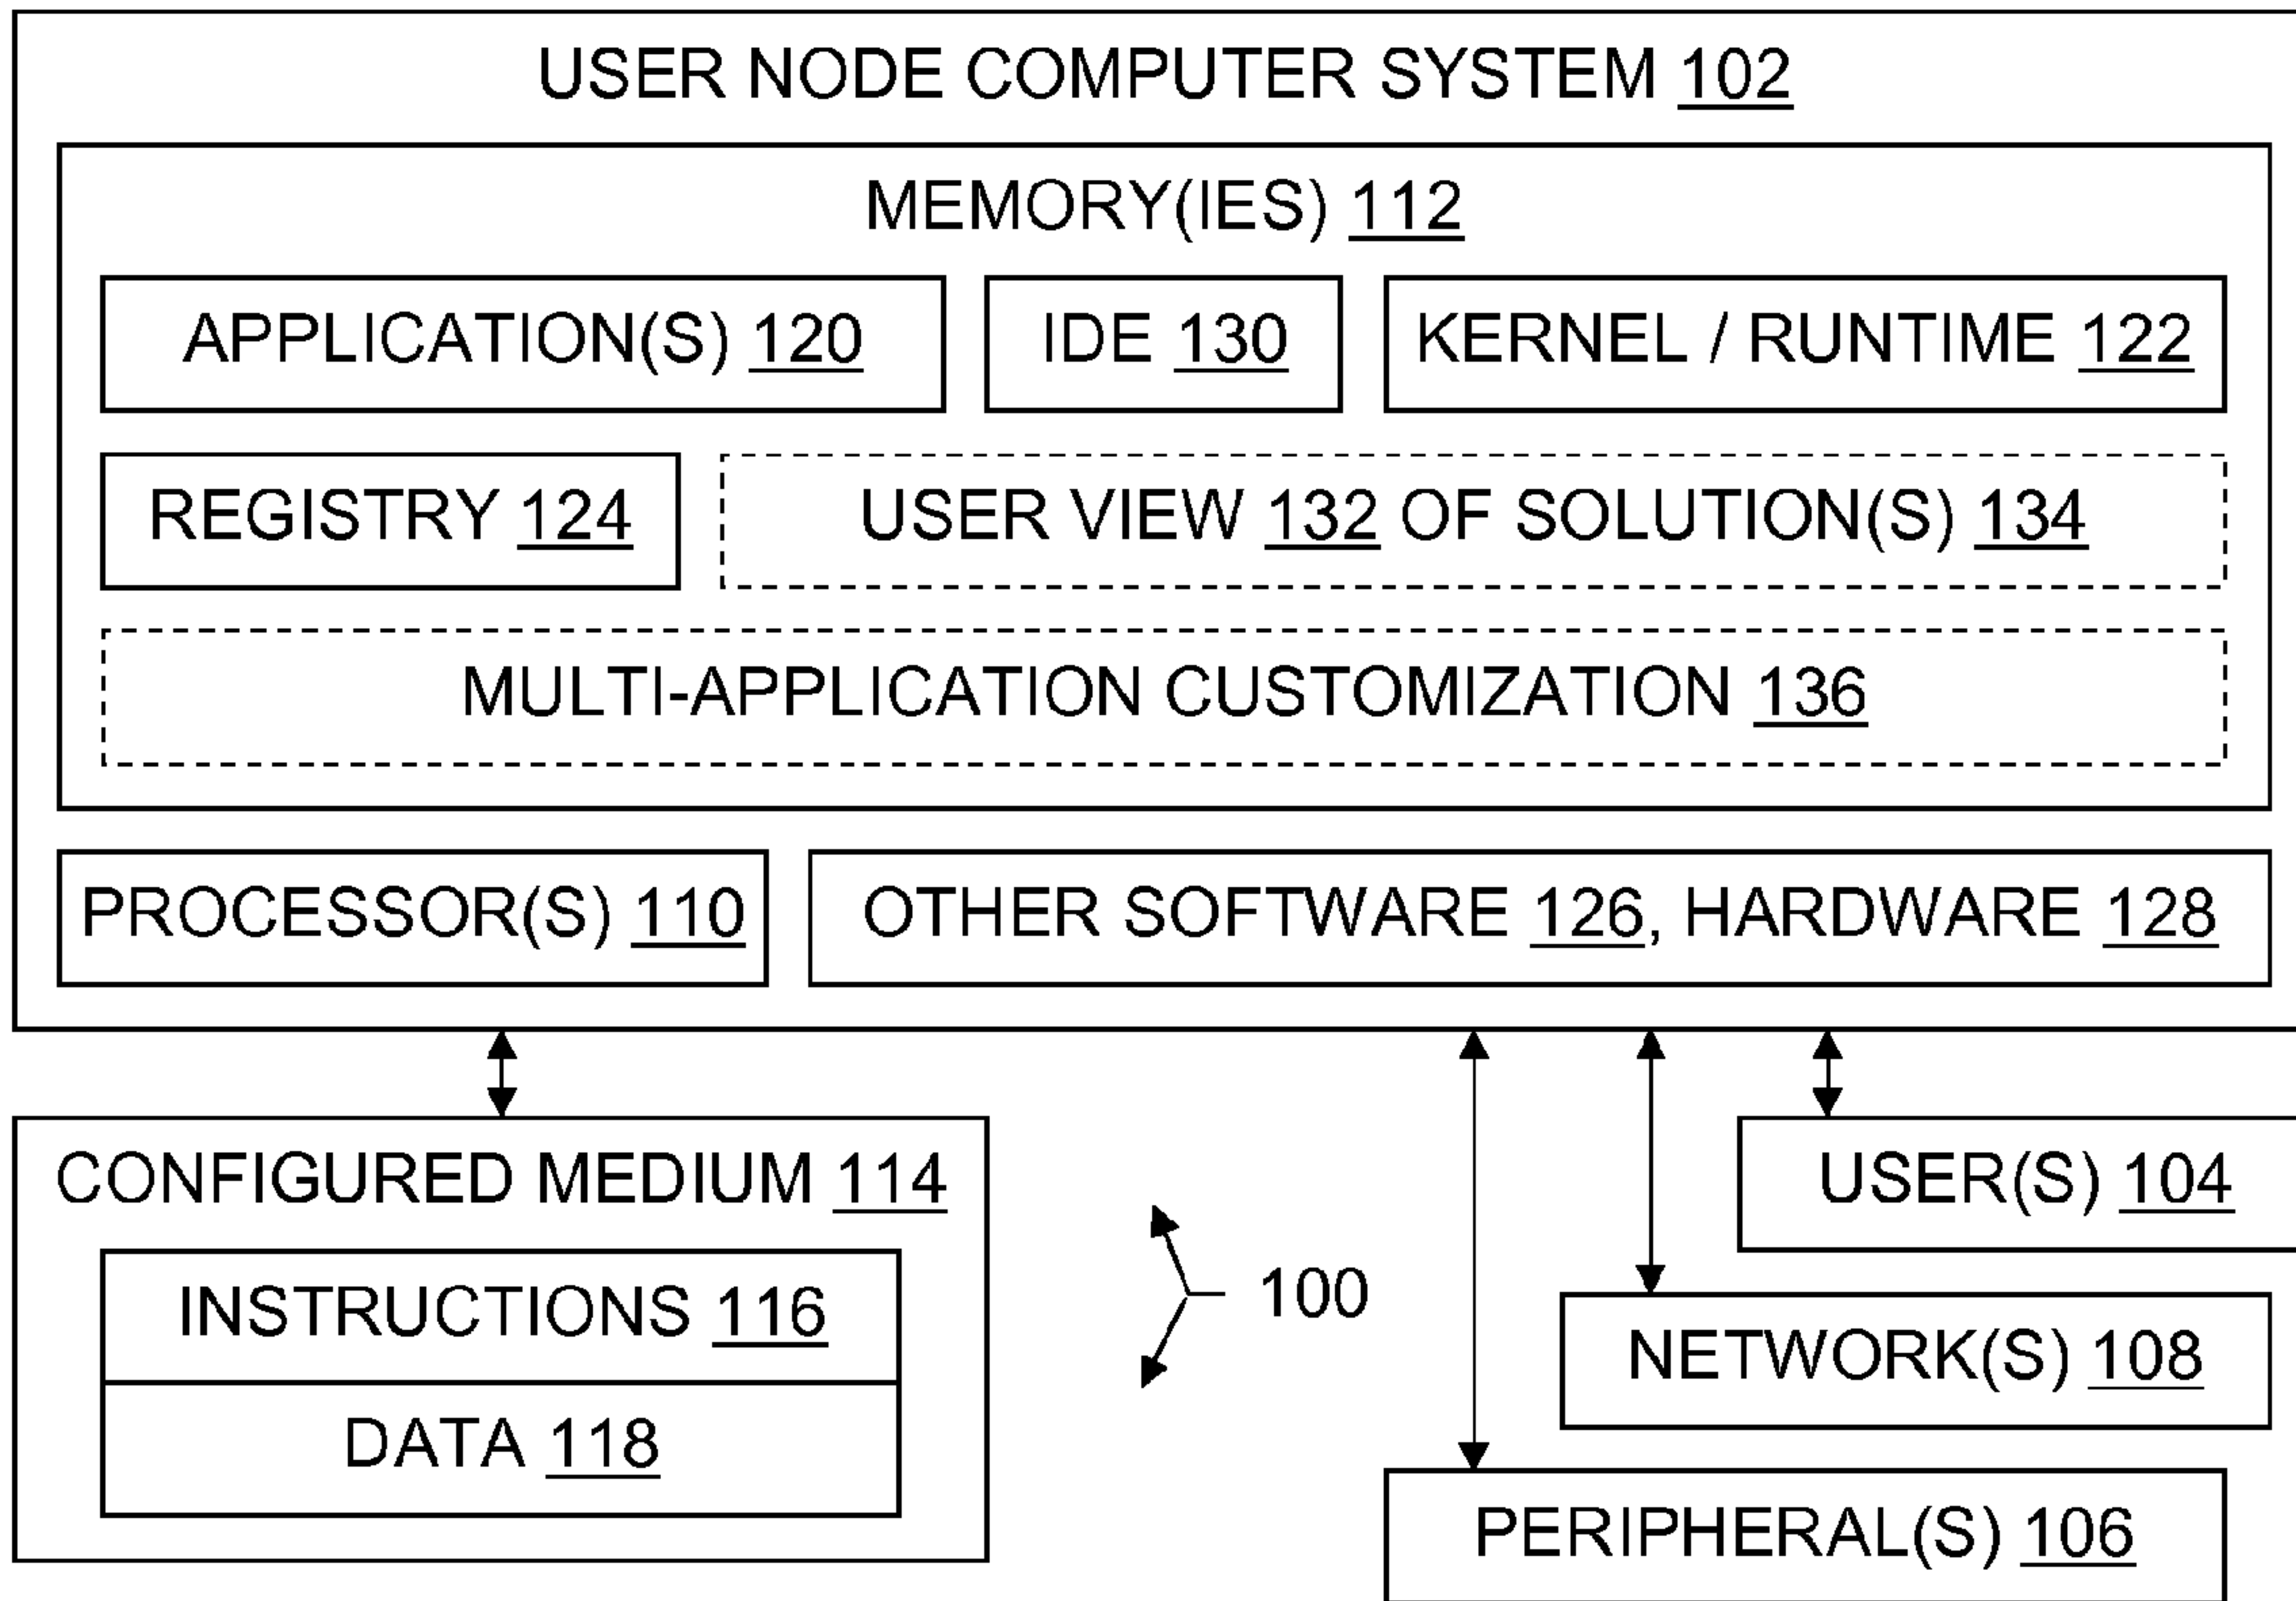 USER NODE COMPUTER SYSTEM 102
MEMORY(IES) 112
APPLICATION(S) 120
IDE 130
KERNEL / RUNTIME 122
REGISTRY 124
USER VIEW 132 OF SOLUTION(S) 134
MULTI-APPLICATION CUSTOMIZATION 136
PROCESSOR(S) 110
OTHER SOFTWARE 126, HARDWARE 128
CONFIGURED MEDIUM 114
INSTRUCTIONS 116
DATA 118
100
USER(S) 104
NETWORK(S) 108
PERIPHERAL(S) 106